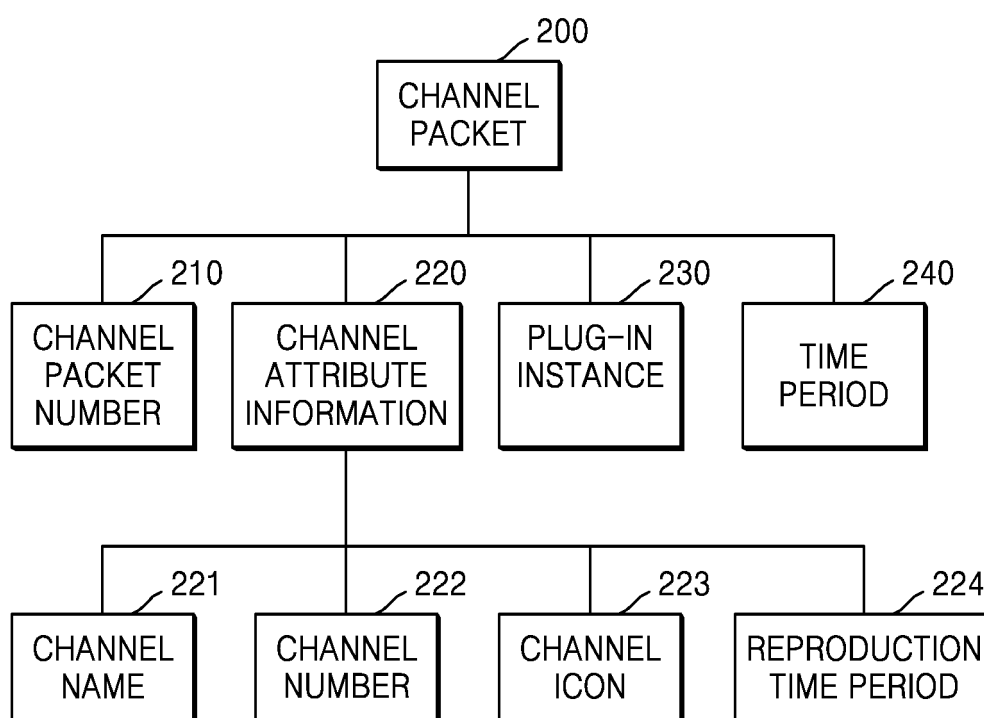 200
CHANNEL
PACKET
210
220
230
240
CHANNEL
PACKET
NUMBER
CHANNEL
ATTRIBUTE
INFORMATION
PLUG-IN
INSTANCE
TIME
PERIOD
221
222
223
224
CHANNEL
NAME
CHANNEL
NUMBER
CHANNEL
ICON
REPRODUCTION
TIME PERIOD